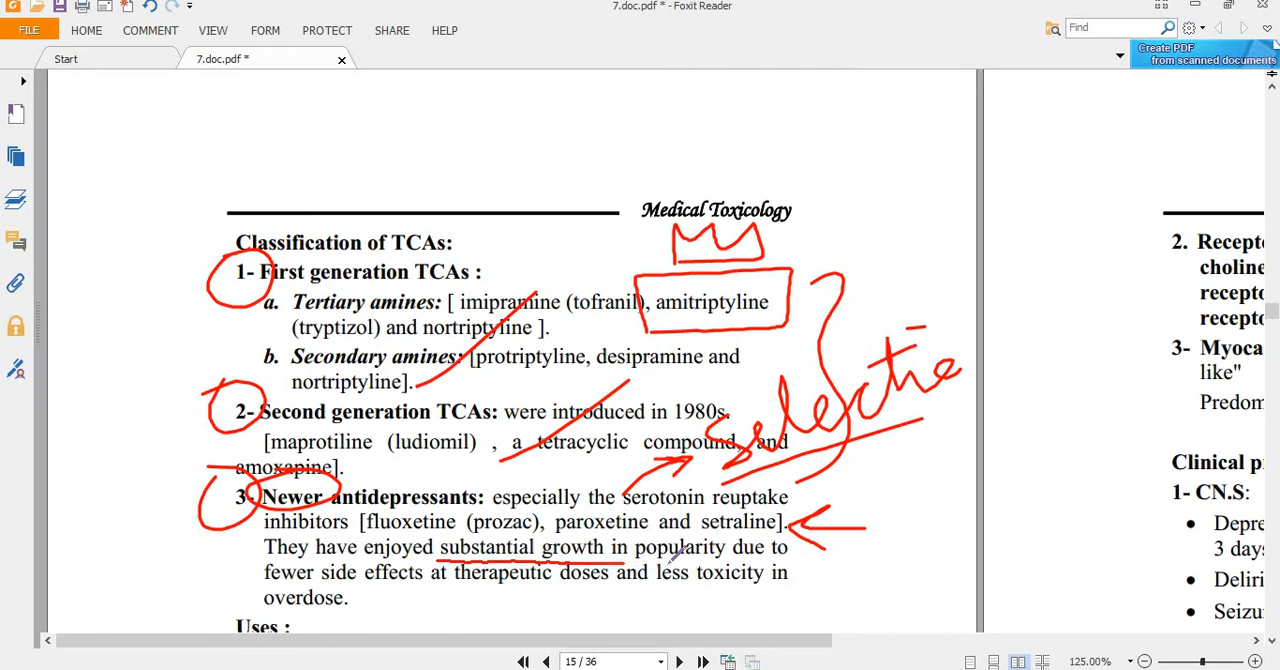 7.doc.pdf * - Foxit Reader
FILE HOME COMMENT VIEW FORM PROTECT SHARE HELP Find
Start 7.doc.pdf *
Create PDF
from scanned documents
Medical Toxicology
Classification of TCAs:
1- First generation TCAs :
a. Tertiary amines: [ imipramine (tofranil), amitriptyline
(tryptizol) and nortriptyline ].
b. Secondary amines: [protriptyline, desipramine and
nortriptyline].
2- Second generation TCAs: were introduced in 1980s.
[maprotiline (ludiomil) , a tetracyclic compound, and
amoxapine].
selective
3- Newer antidepressants: especially the serotonin reuptake
inhibitors [fluoxetine (prozac), paroxetine and setraline].
They have enjoyed substantial growth in popularity due to
fewer side effects at therapeutic doses and less toxicity in
overdose.
Uses :
2. Recepto
choline
recepto
recepto
3- Myoca
like"
Predom
Clinical p
1- CN.S:
• Depre
3 days
• Deliri
• Seizu
15 / 36
125.00%